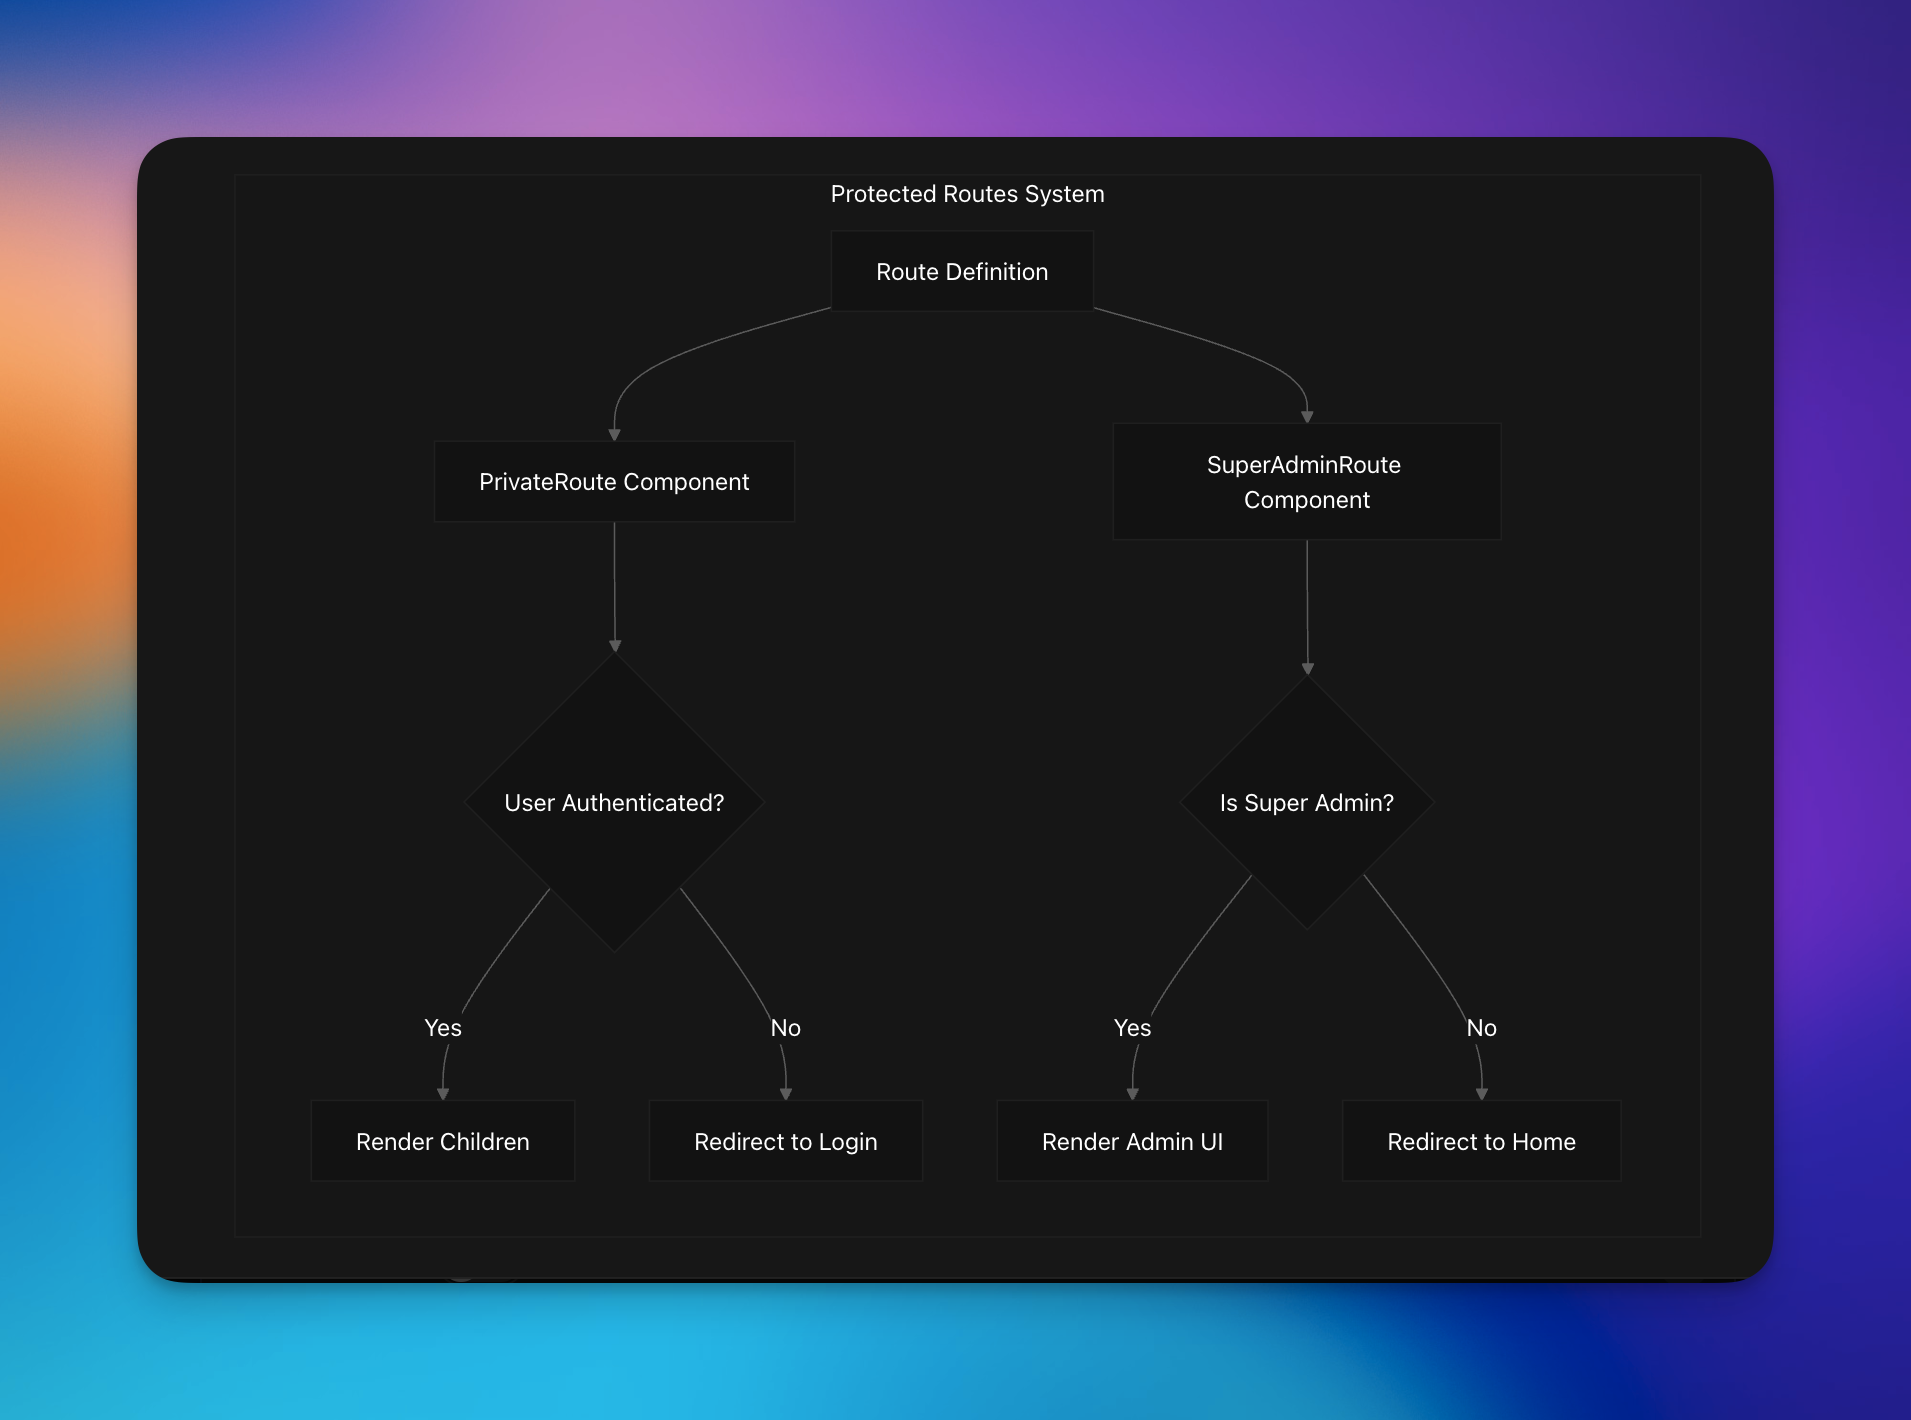 Protected Routes System
Route Definition
PrivateRoute Component
SuperAdminRoute
Component
User Authenticated?
Is Super Admin?
Yes
No
Yes
No
Render Children
Redirect to Login
Render Admin UI
Redirect to Home